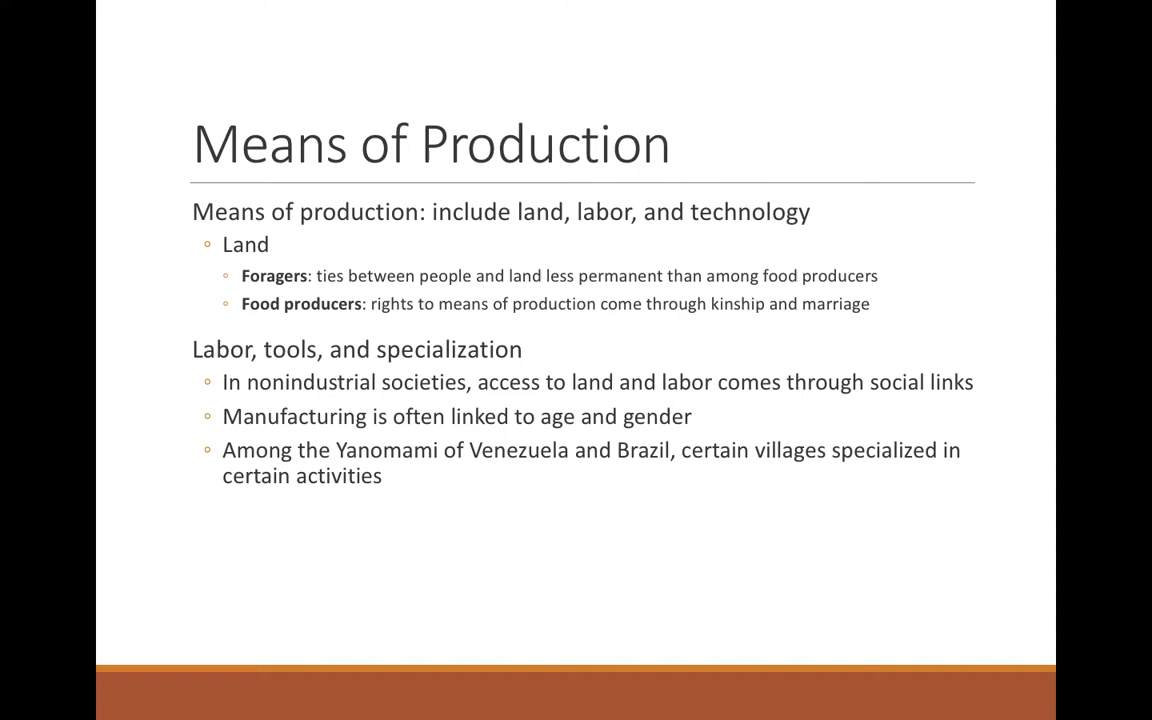 Means of Production
Means of production: include land, labor, and technology
◦ Land
◦ Foragers: ties between people and land less permanent than among food producers
◦ Food producers: rights to means of production come through kinship and marriage
Labor, tools, and specialization
◦ In nonindustrial societies, access to land and labor comes through social links
◦ Manufacturing is often linked to age and gender
◦ Among the Yanomami of Venezuela and Brazil, certain villages specialized in
certain activities